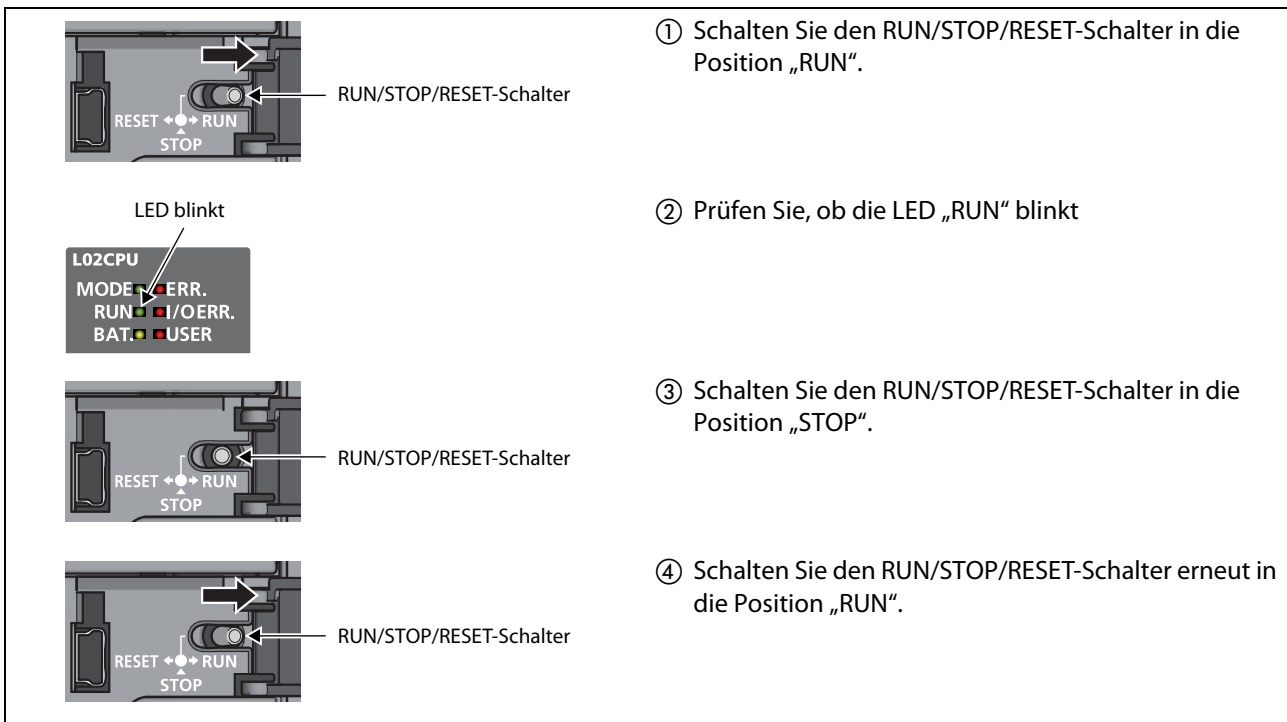 ① Schalten Sie den RUN/STOP/RESET-Schalter in die
Position „RUN“.
RUN/STOP/RESET-Schalter
RESET RUN
STOP
LED blinkt
② Prüfen Sie, ob die LED „RUN“ blinkt
L02CPU
MODE ERR.
RUN I/OERR.
BAT. USER
③ Schalten Sie den RUN/STOP/RESET-Schalter in die
Position „STOP“.
RUN/STOP/RESET-Schalter
RESET RUN
STOP
④ Schalten Sie den RUN/STOP/RESET-Schalter erneut in
die Position „RUN“.
RUN/STOP/RESET-Schalter
RESET RUN
STOP